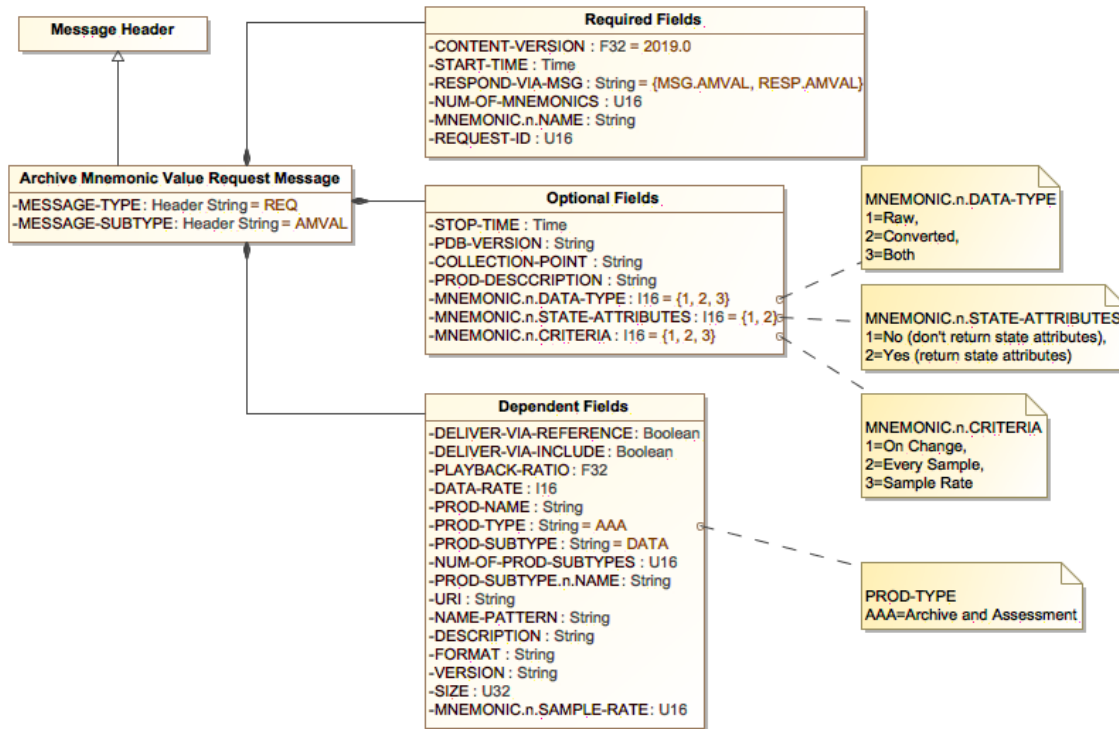 Message Header
Required Fields
-CONTENT-VERSION : F32 = 2019.0
-START-TIME : Time
-RESPOND-VIA-MSG : String = {MSG.AMVAL, RESP.AMVAL}
-NUM-OF-MNEMONICS : U16
-MNEMONIC.n.NAME : String
-REQUEST-ID : U16
Archive Mnemonic Value Request Message
-MESSAGE-TYPE : Header String = REQ
-MESSAGE-SUBTYPE : Header String = AMVAL
Optional Fields
-STOP-TIME : Time
-PDB-VERSION : String
-COLLECTION-POINT : String
-PROD-DESCCRIPTION : String
-MNEMONIC.n.DATA-TYPE : I16 = {1, 2, 3}
-MNEMONIC.n.STATE-ATTRIBUTES : I16 = {1, 2}
-MNEMONIC.n.CRITERIA : I16 = {1, 2, 3}
MNEMONIC.n.DATA-TYPE
1=Raw,
2=Converted,
3=Both
MNEMONIC.n.STATE-ATTRIBUTES
1=No (don't return state attributes),
2=Yes (return state attributes)
MNEMONIC.n.CRITERIA
1=On Change,
2=Every Sample,
3=Sample Rate
Dependent Fields
-DELIVER-VIA-REFERENCE : Boolean
-DELIVER-VIA-INCLUDE : Boolean
-PLAYBACK-RATIO : F32
-DATA-RATE : I16
-PROD-NAME : String
-PROD-TYPE : String = AAA
-PROD-SUBTYPE : String = DATA
-NUM-OF-PROD-SUBTYPES : U16
-PROD-SUBTYPE.n.NAME : String
-URI : String
-NAME-PATTERN : String
-DESCRIPTION : String
-FORMAT : String
-VERSION : String
-SIZE : U32
-MNEMONIC.n.SAMPLE-RATE : U16
PROD-TYPE
AAA=Archive and Assessment